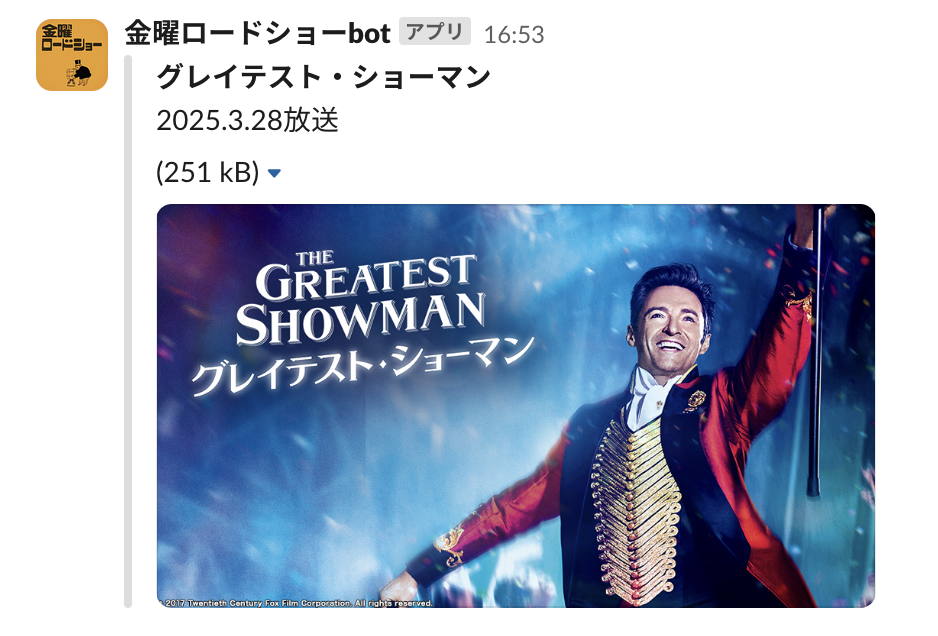 金曜
ロードショー
金曜ロードショーbot アプリ 16:53
グレイテスト・ショーマン
2025.3.28放送
(251 kB)
THE
GREATEST
SHOWMAN
グレイテスト・ショーマン
©2017 Twentieth Century Fox Film Corporation. All rights reserved.